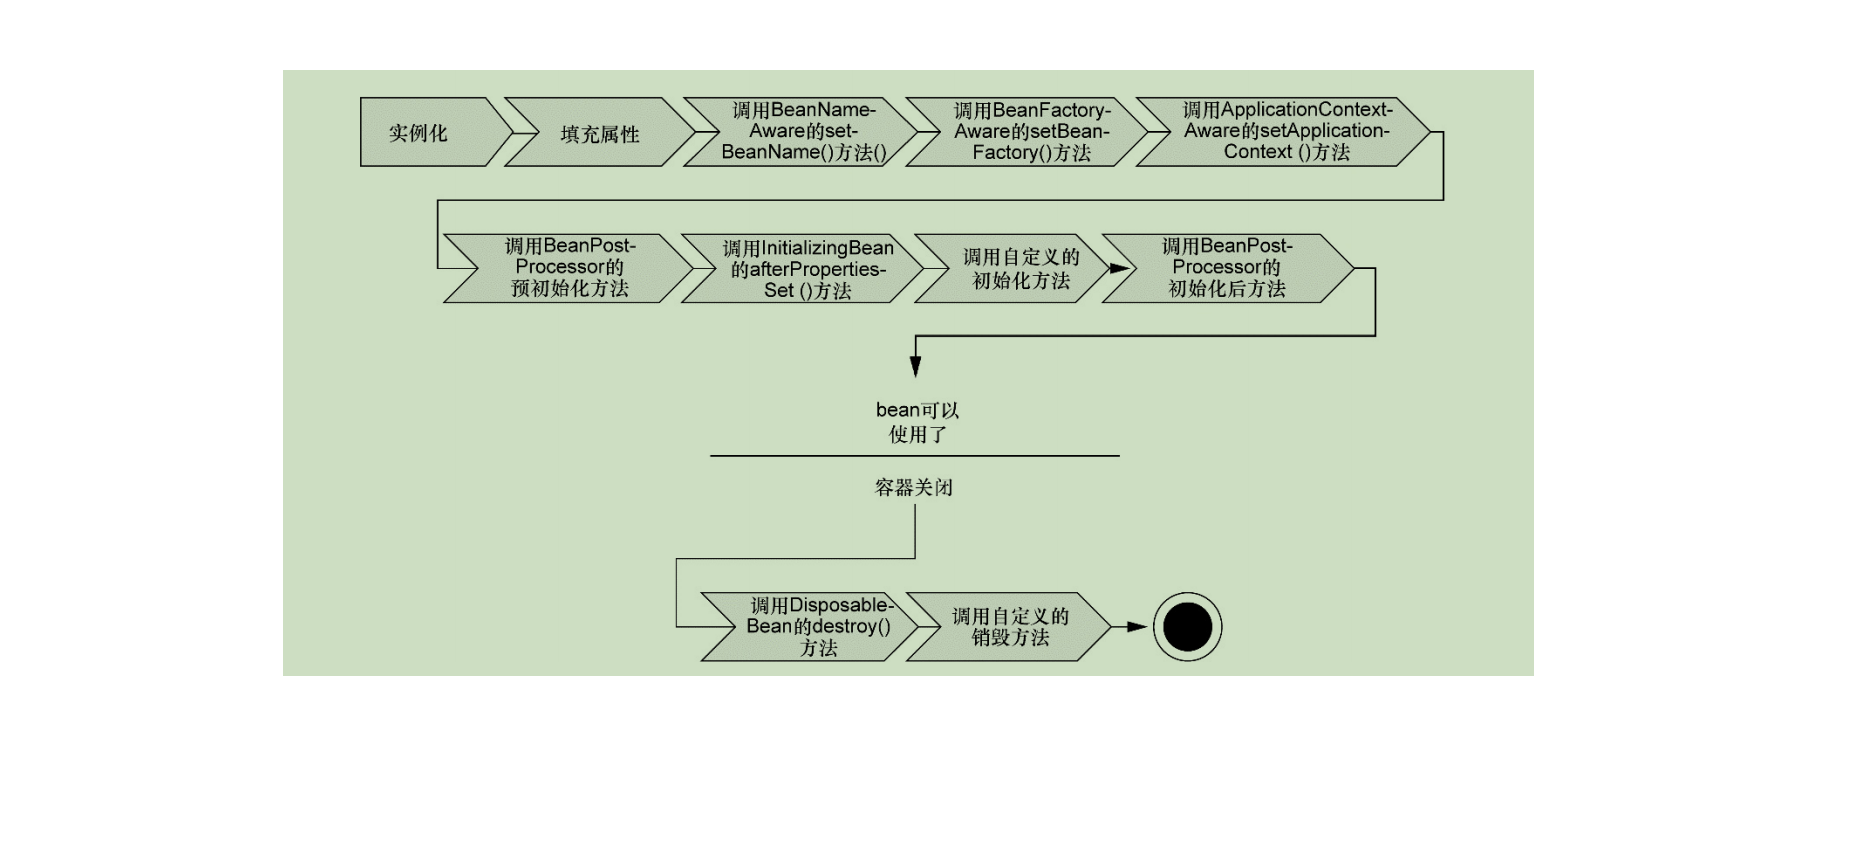 实例化
填充属性
调用BeanName-
Aware的set-
BeanName()方法()
调用BeanFactory-
Aware的setBean-
Factory()方法
调用ApplicationContext-
Aware的setApplication-
Context ()方法
调用BeanPost-
Processor的
预初始化方法
调用InitializingBean
的afterProperties-
Set ()方法
调用自定义的
初始化方法
调用BeanPost-
Processor的
初始化后方法
bean可以
使用了
容器关闭
调用Disposable-
Bean的destroy()
方法
调用自定义的
销毁方法